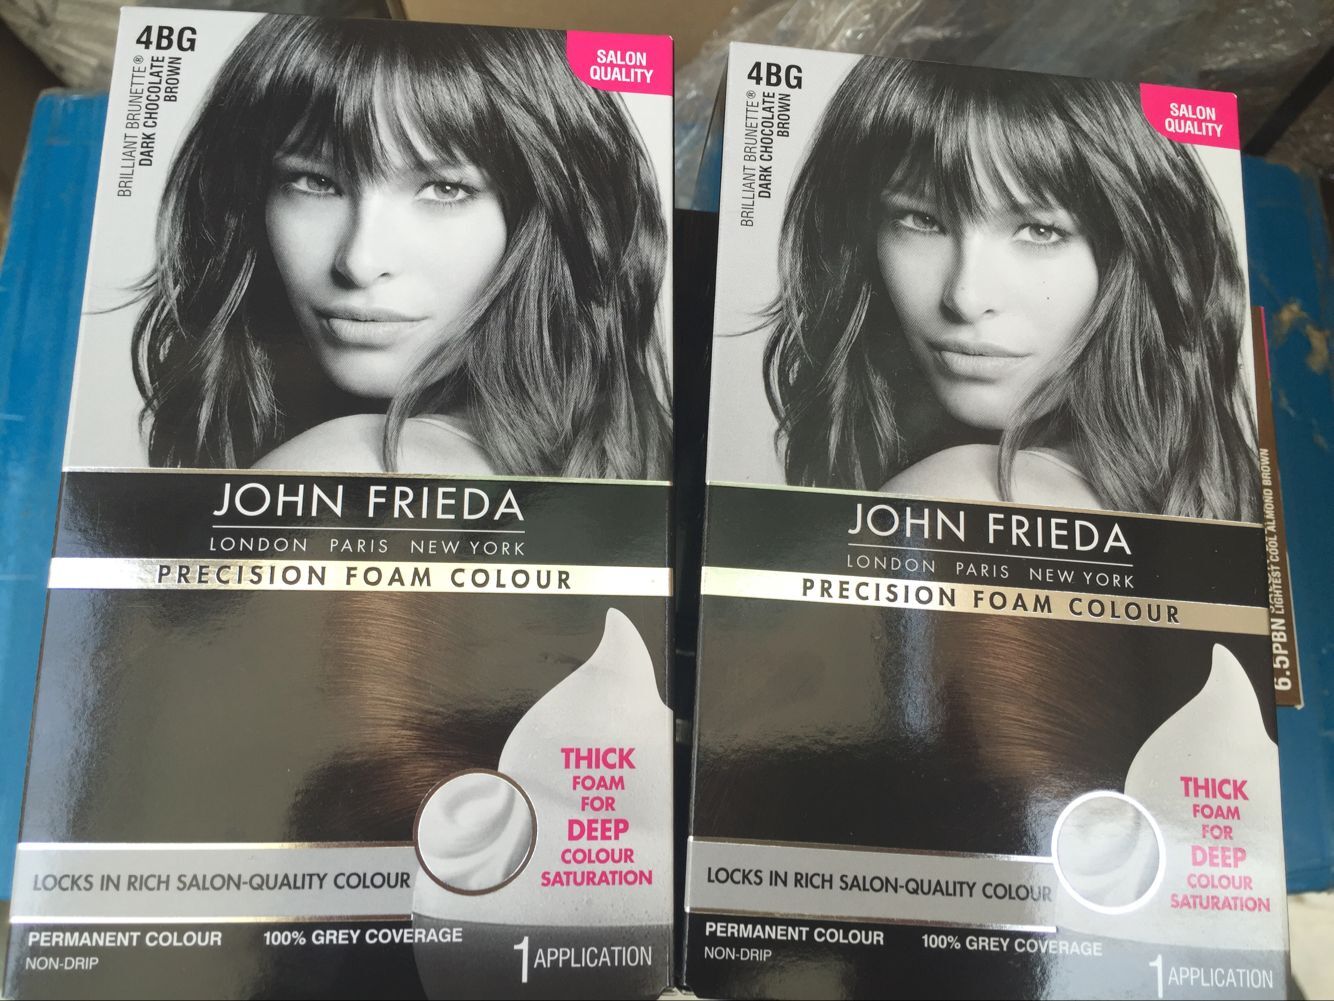 4BG
BRILLIANT BRUNETTE®
DARK CHOCOLATE
BROWN
SALON
QUALITY
JOHN FRIEDA
LONDON PARIS NEW YORK
PRECISION FOAM COLOUR
THICK
FOAM
FOR
DEEP
COLOUR
SATURATION
LOCKS IN RICH SALON-QUALITY COLOUR
PERMANENT COLOUR 100% GREY COVERAGE
NON-DRIP
1 APPLICATION
4BG
BRILLIANT BRUNETTE®
DARK CHOCOLATE
BROWN
SALON
QUALITY
JOHN FRIEDA
LONDON PARIS NEW YORK
PRECISION FOAM COLOUR
THICK
FOAM
FOR
DEEP
COLOUR
SATURATION
LOCKS IN RICH SALON-QUALITY COLOUR
PERMANENT COLOUR 100% GREY COVERAGE
NON-DRIP
1 APPLICATION
6.5PBN
LIGHTEST COOL ALMOND BROWN